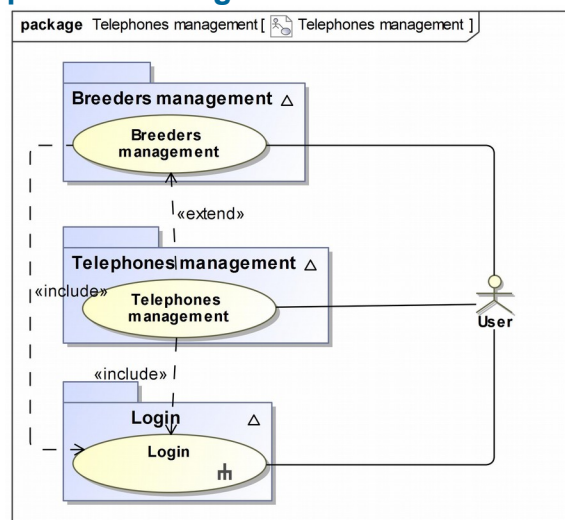 package Telephones management [ Telephones management ]
Breeders management
Breeders
management
«extend»
Telephones management
«include»
Telephones
management
User
«include»
Login
Login